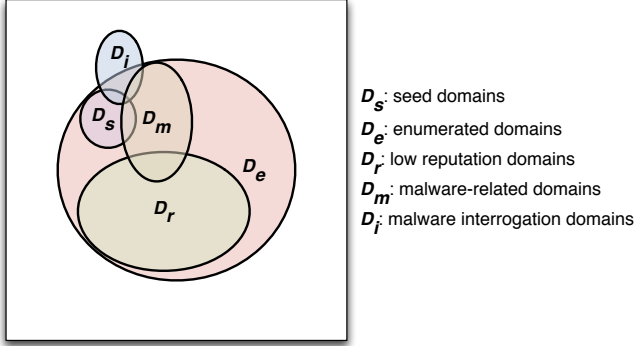 D_i
D_s
D_m
D_e
D_r
D_s: seed domains
D_e: enumerated domains
D_r: low reputation domains
D_m: malware-related domains
D_i: malware interrogation domains